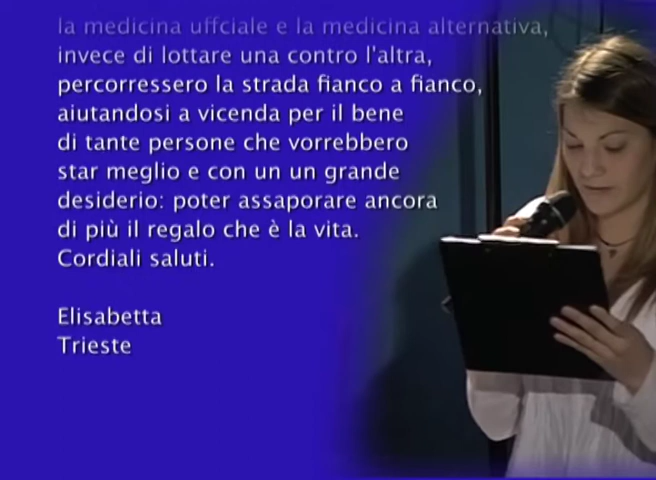 la medicina uffciale e la medicina alternativa,
invece di lottare una contro l'altra,
percorressero la strada fianco a fianco,
aiutandosi a vicenda per il bene
di tante persone che vorrebbero
star meglio e con un un grande
desiderio: poter assaporare ancora
di più il regalo che è la vita.
Cordiali saluti.
Elisabetta
Trieste